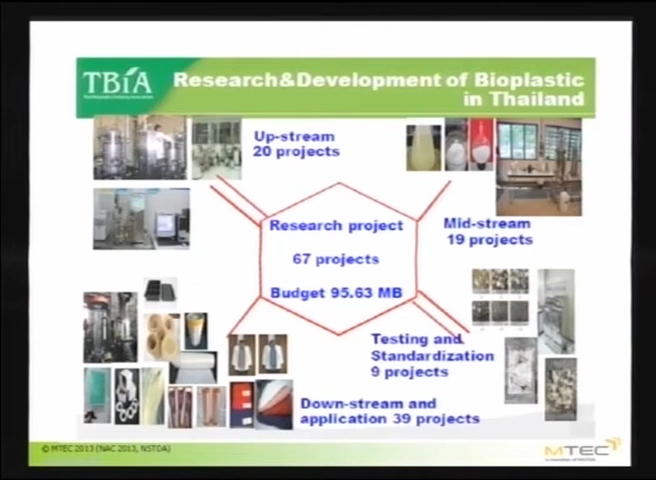 TBIA
Research&Development of Bioplastic
in Thailand
Up-stream
20 projects
Mid-stream
19 projects
Research project
67 projects
Budget 95.63 MB
Testing and
Standardization
9 projects
Down-stream and
application 39 projects
© MTEC 2013 (NAC 2013, NSTDA)
MTEC